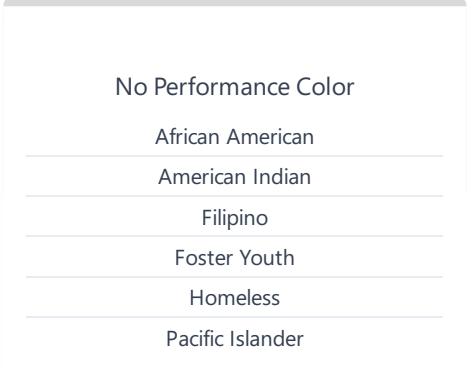 No Performance Color
African American
American Indian
Filipino
Foster Youth
Homeless
Pacific Islander